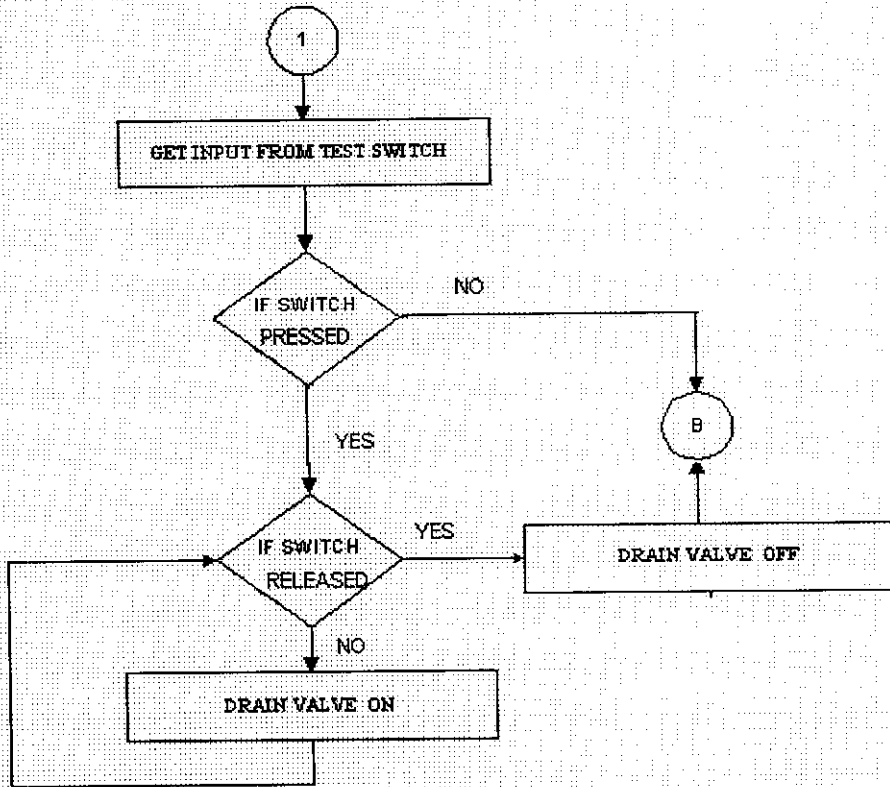 1
GET INPUT FROM TEST SWITCH
IF SWITCH
PRESSED
NO
B
YES
IF SWITCH
RELEASED
YES
DRAIN VALVE OFF
NO
DRAIN VALVE ON